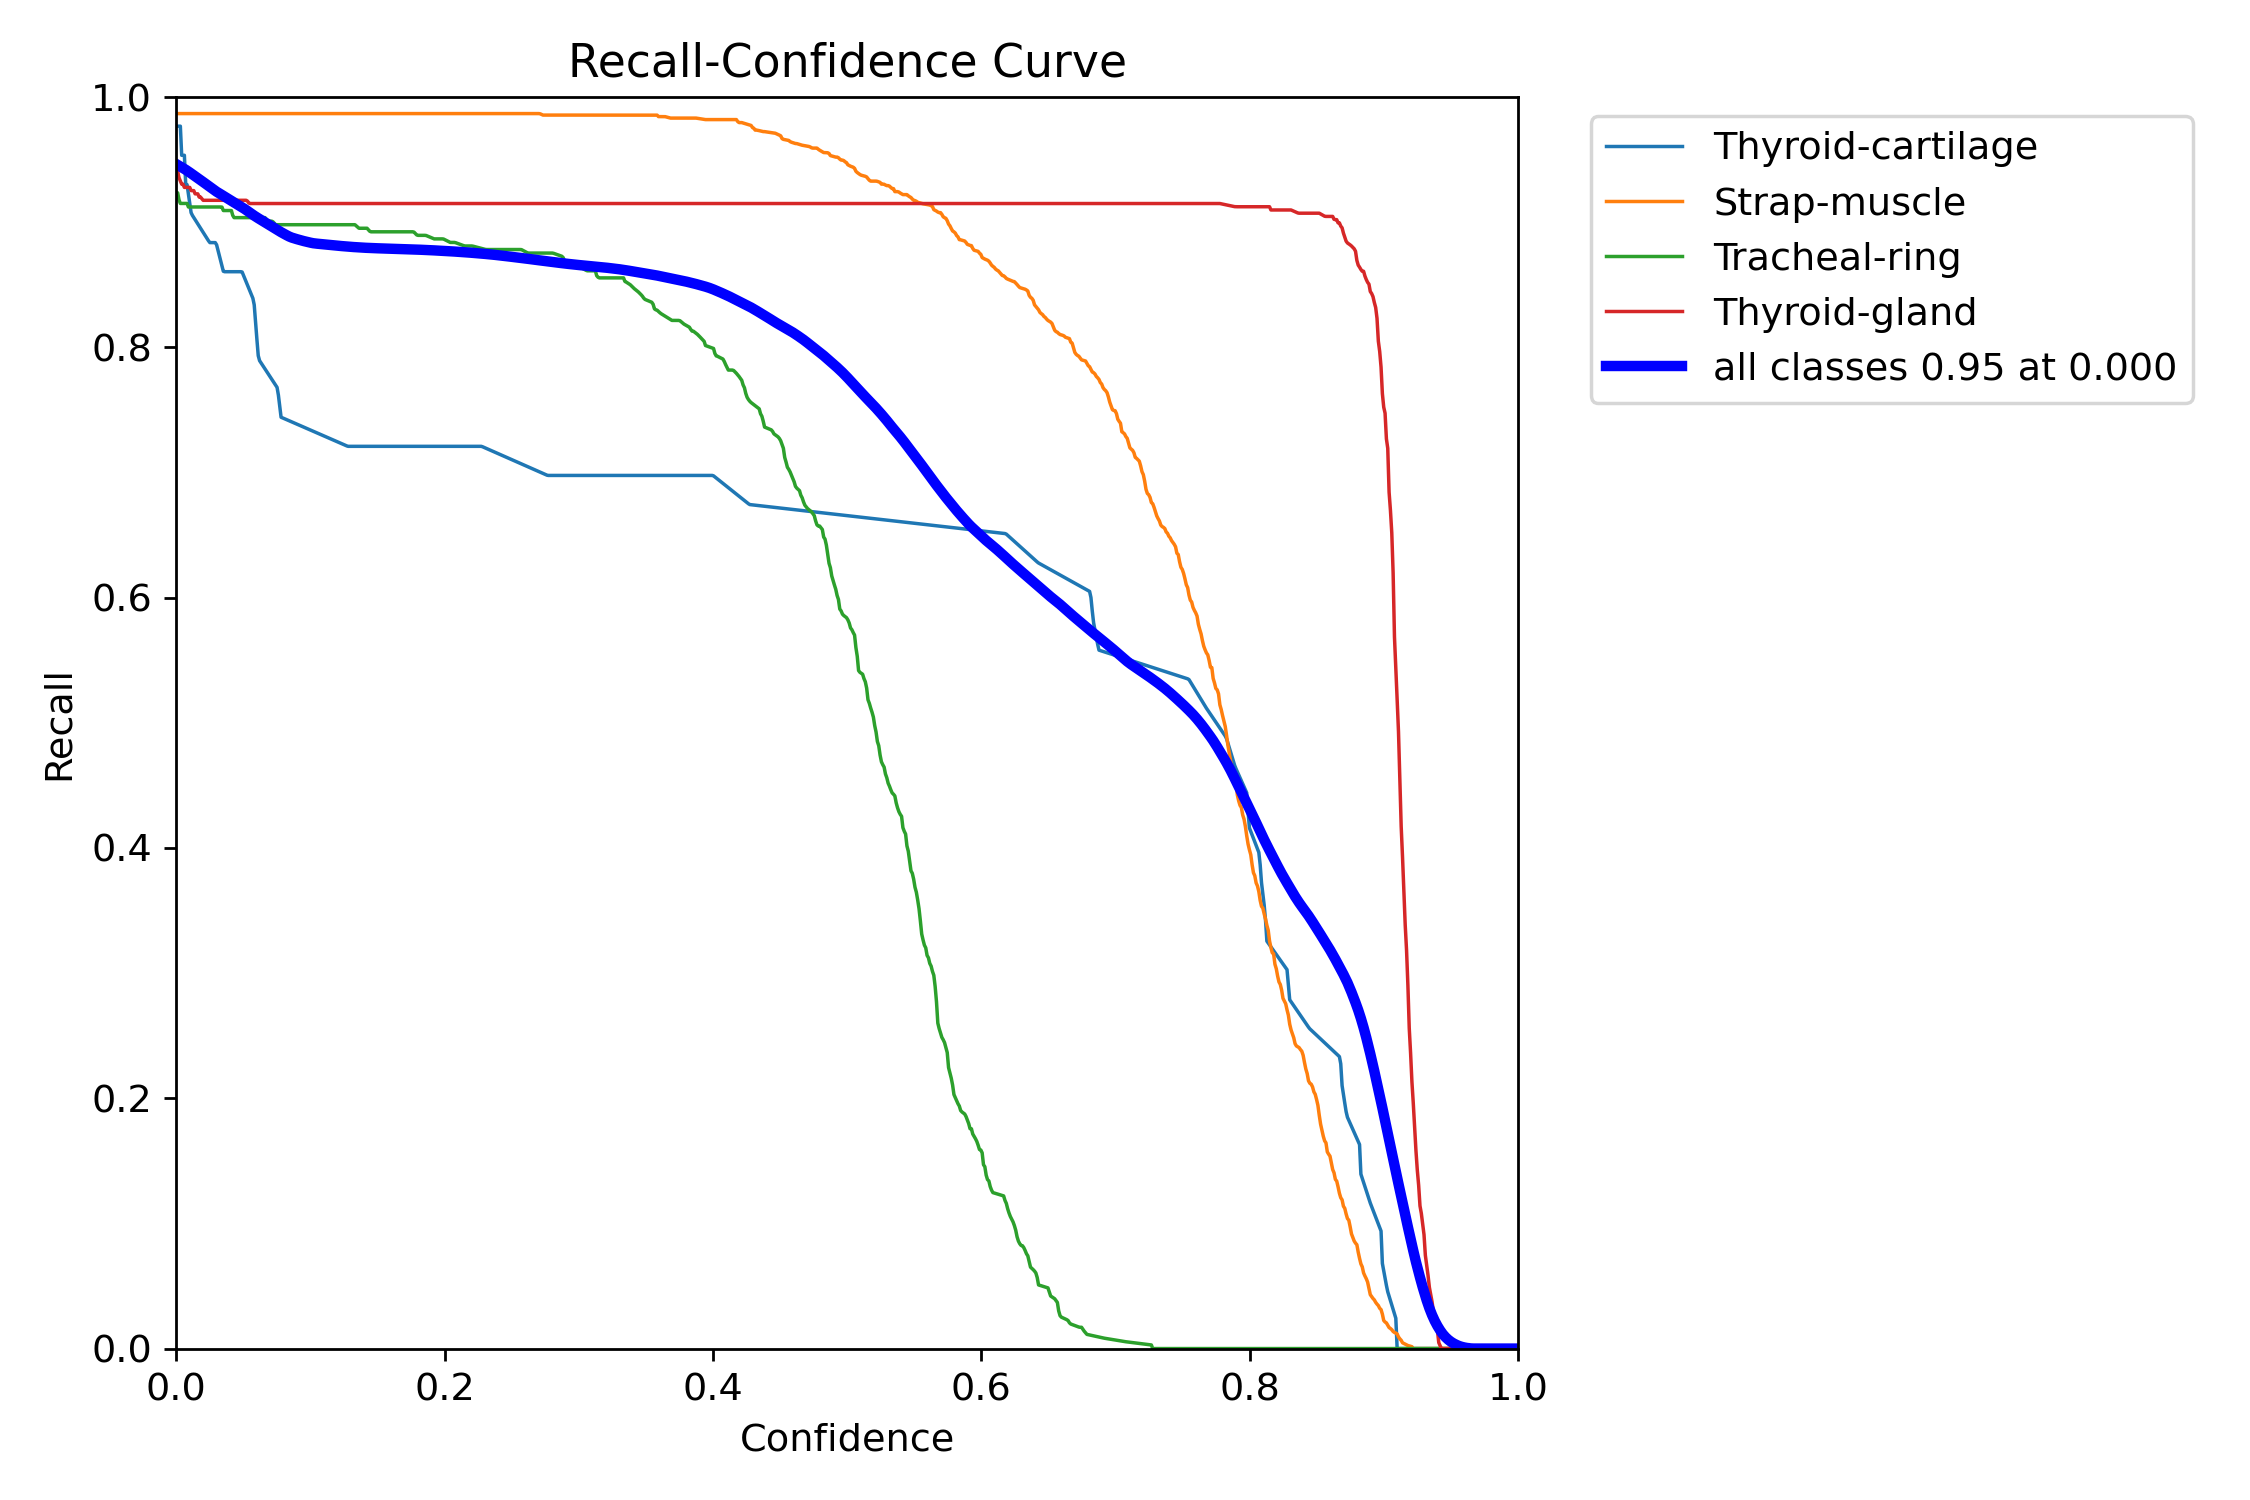 Recall-Confidence Curve
1.0
0.8
0.6
0.4
0.2
0.0
Recall
0.0 0.2 0.4 0.6 0.8 1.0
Confidence
Thyroid-cartilage
Strap-muscle
Tracheal-ring
Thyroid-gland
all classes 0.95 at 0.000